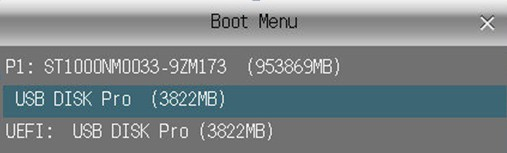 Boot Menu
P1: ST1000NM0033-9ZM173 (953869MB)
USB DISK Pro (3822MB)
UEFI: USB DISK Pro (3822MB)